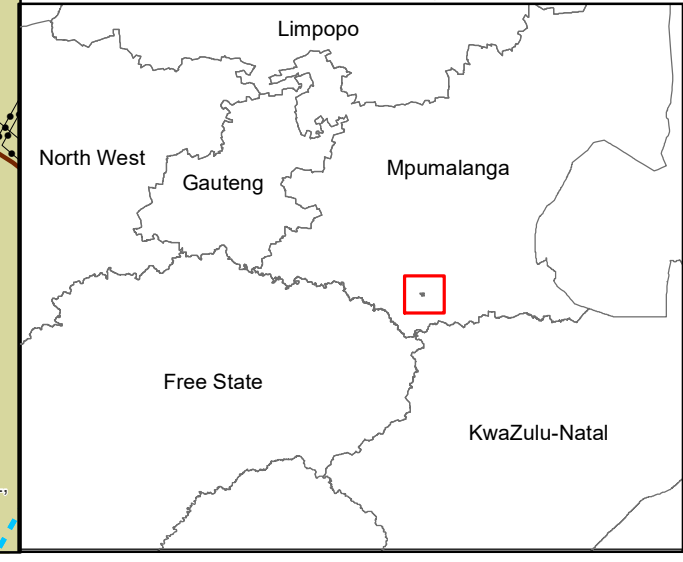 Limpopo
North West
Gauteng
Mpumalanga
Free State
KwaZulu-Natal